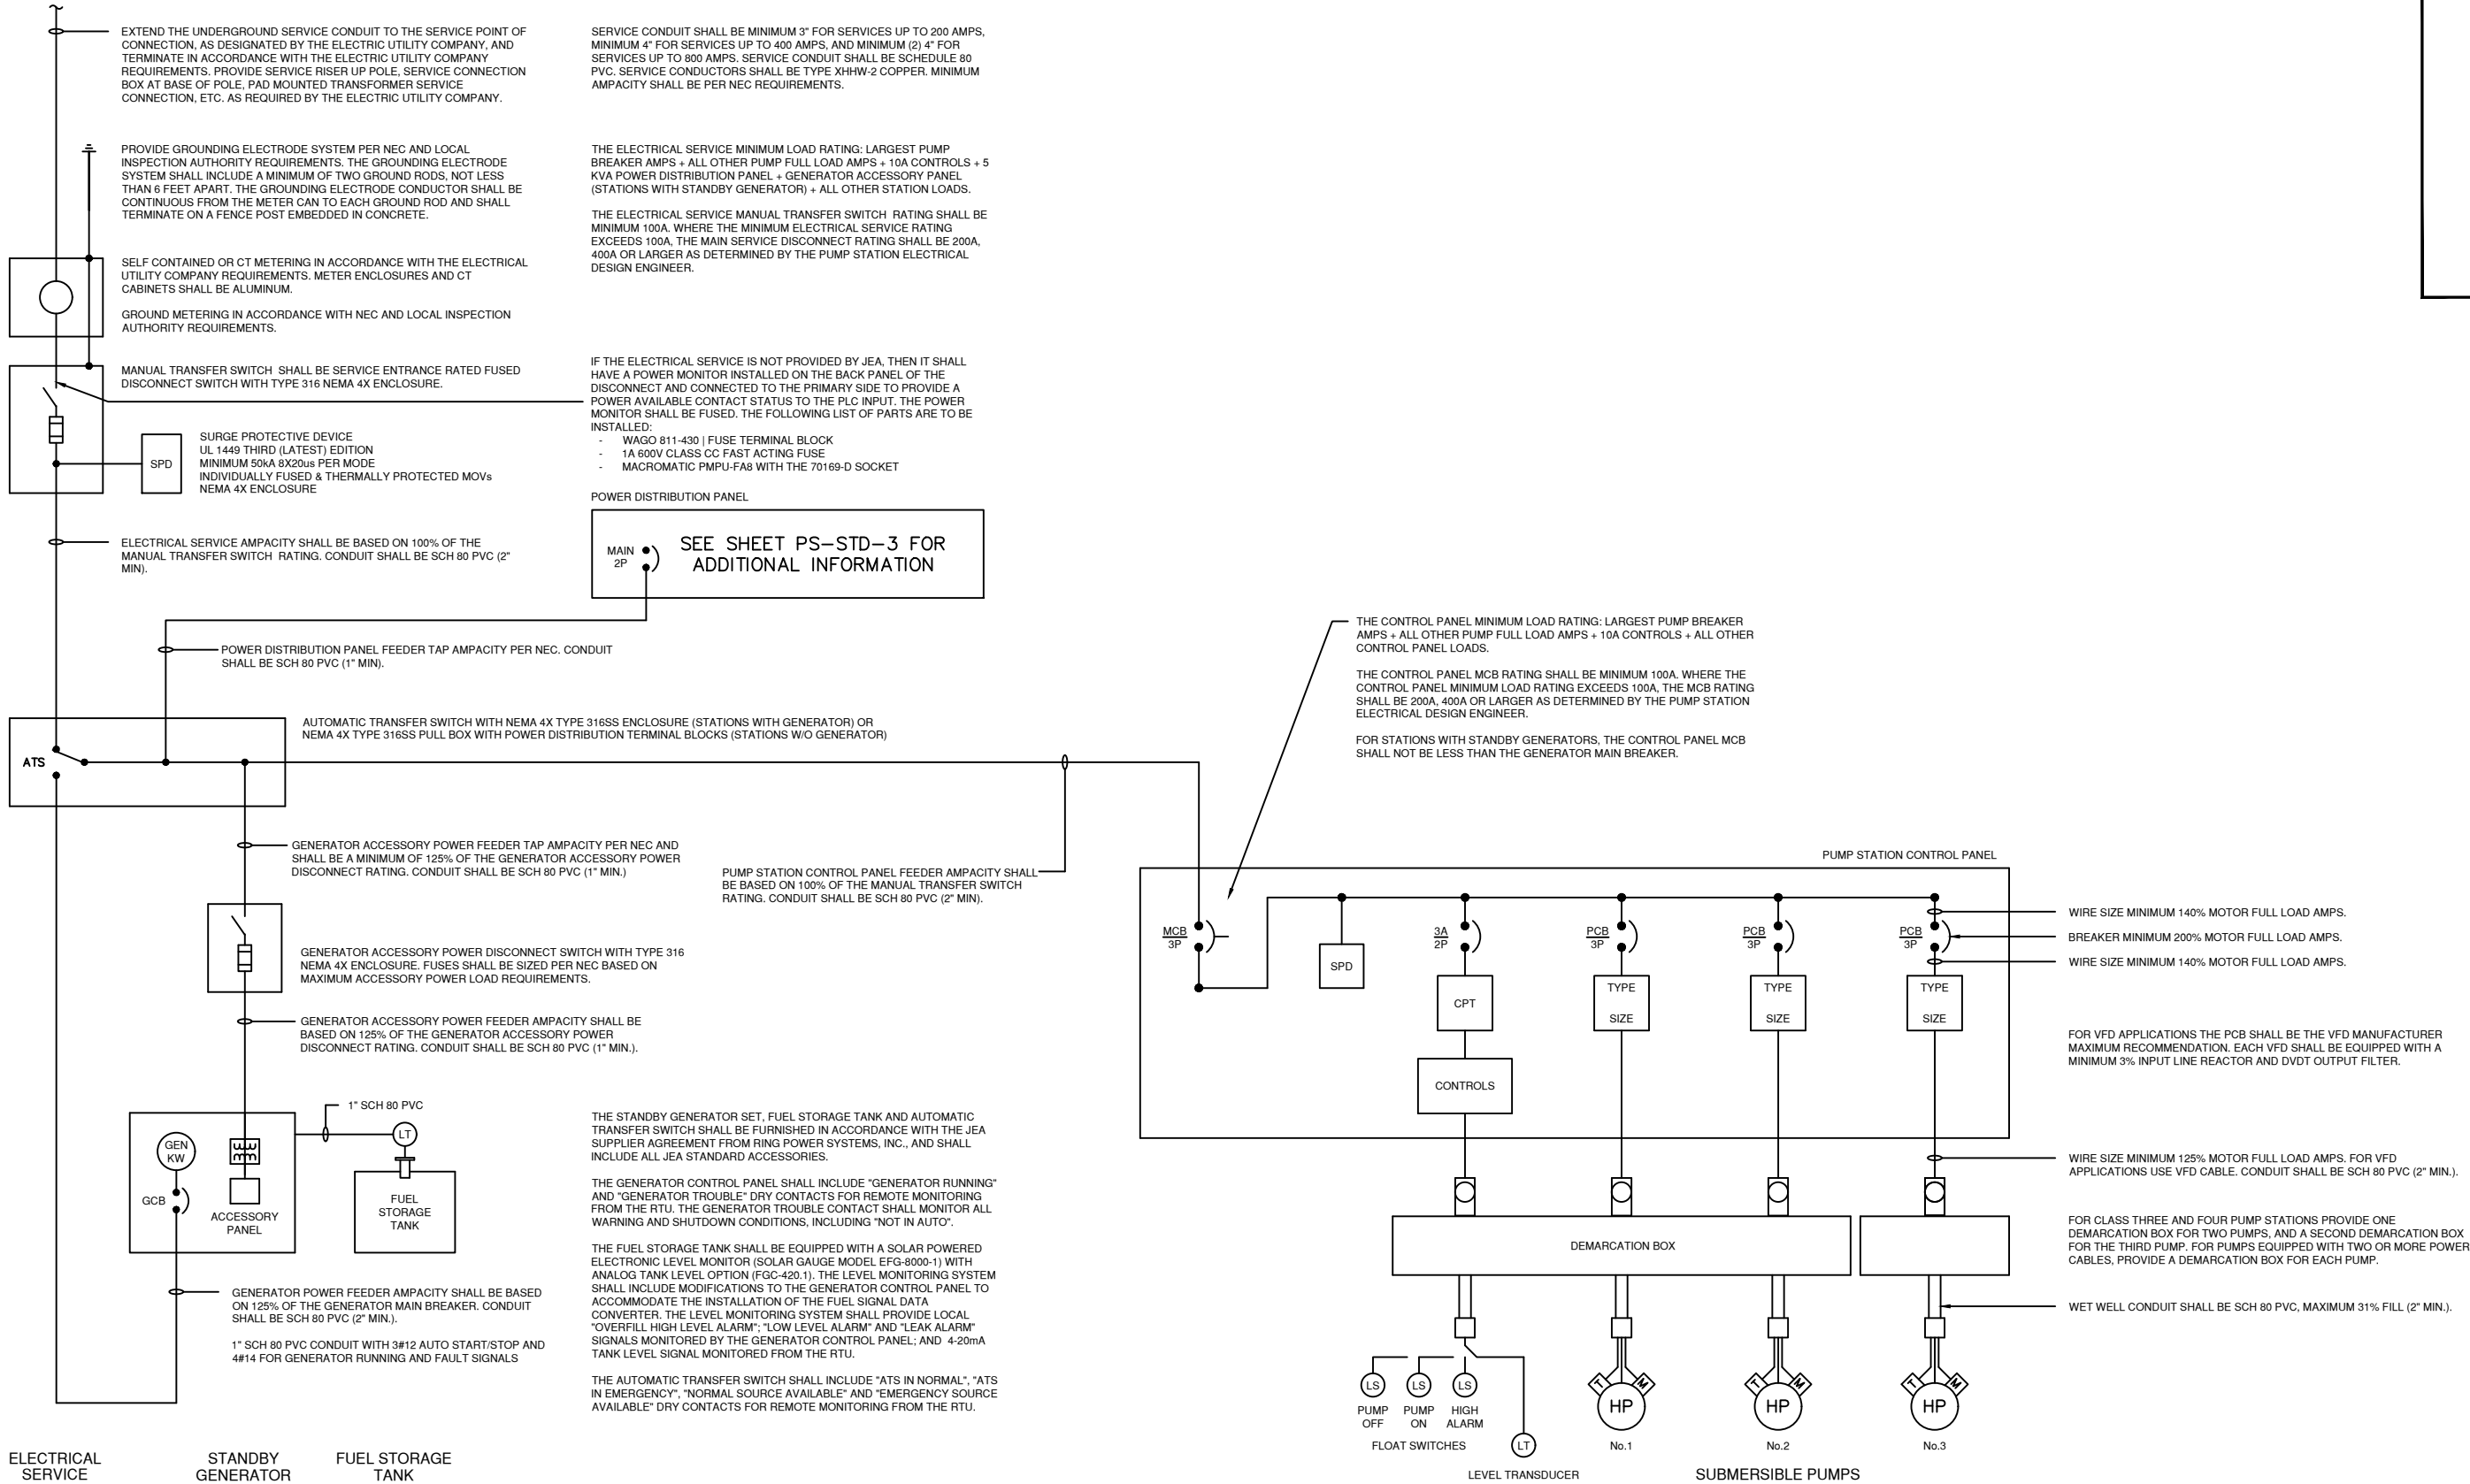 EXTEND THE UNDERGROUND SERVICE CONDUIT TO THE SERVICE POINT OF
CONNECTION, AS DESIGNATED BY THE ELECTRIC UTILITY COMPANY, AND
TERMINATE IN ACCORDANCE WITH THE ELECTRIC UTILITY COMPANY
REQUIREMENTS. PROVIDE SERVICE RISER UP POLE, SERVICE CONNECTION
BOX AT BASE OF POLE, PAD MOUNTED TRANSFORMER SERVICE
CONNECTION, ETC. AS REQUIRED BY THE ELECTRIC UTILITY COMPANY.
SERVICE CONDUIT SHALL BE MINIMUM 3" FOR SERVICES UP TO 200 AMPS,
MINIMUM 4" FOR SERVICES UP TO 400 AMPS, AND MINIMUM (2) 4" FOR
SERVICES UP TO 800 AMPS. SERVICE CONDUIT SHALL BE SCHEDULE 80
PVC. SERVICE CONDUCTORS SHALL BE TYPE XHHW-2 COPPER. MINIMUM
AMPACITY SHALL BE PER NEC REQUIREMENTS.
PROVIDE GROUNDING ELECTRODE SYSTEM PER NEC AND LOCAL
INSPECTION AUTHORITY REQUIREMENTS. THE GROUNDING ELECTRODE
SYSTEM SHALL INCLUDE A MINIMUM OF TWO GROUND RODS, NOT LESS
THAN 6 FEET APART. THE GROUNDING ELECTRODE CONDUCTOR SHALL BE
CONTINUOUS FROM THE METER CAN TO EACH GROUND ROD AND SHALL
TERMINATE ON A FENCE POST EMBEDDED IN CONCRETE.
THE ELECTRICAL SERVICE MINIMUM LOAD RATING: LARGEST PUMP
BREAKER AMPS + ALL OTHER PUMP FULL LOAD AMPS + 10A CONTROLS + 5
KVA POWER DISTRIBUTION PANEL + GENERATOR ACCESSORY PANEL
(STATIONS WITH STANDBY GENERATOR) + ALL OTHER STATION LOADS.
THE ELECTRICAL SERVICE MANUAL TRANSFER SWITCH RATING SHALL BE
MINIMUM 100A. WHERE THE MINIMUM ELECTRICAL SERVICE RATING
EXCEEDS 100A, THE MAIN SERVICE DISCONNECT RATING SHALL BE 200A,
400A OR LARGER AS DETERMINED BY THE PUMP STATION ELECTRICAL
DESIGN ENGINEER.
SELF CONTAINED OR CT METERING IN ACCORDANCE WITH THE ELECTRICAL
UTILITY COMPANY REQUIREMENTS. METER ENCLOSURES AND CT
CABINETS SHALL BE ALUMINUM.
GROUND METERING IN ACCORDANCE WITH NEC AND LOCAL INSPECTION
AUTHORITY REQUIREMENTS.
MANUAL TRANSFER SWITCH SHALL BE SERVICE ENTRANCE RATED FUSED
DISCONNECT SWITCH WITH TYPE 316 NEMA 4X ENCLOSURE.
IF THE ELECTRICAL SERVICE IS NOT PROVIDED BY JEA, THEN IT SHALL
HAVE A POWER MONITOR INSTALLED ON THE BACK PANEL OF THE
DISCONNECT AND CONNECTED TO THE PRIMARY SIDE TO PROVIDE A
POWER AVAILABLE CONTACT STATUS TO THE PLC INPUT. THE POWER
MONITOR SHALL BE FUSED. THE FOLLOWING LIST OF PARTS ARE TO BE
INSTALLED:
- WAGO 811-430 | FUSE TERMINAL BLOCK
- 1A 600V CLASS CC FAST ACTING FUSE
- MACROMATIC PMPU-FA8 WITH THE 70169-D SOCKET
SPD
SURGE PROTECTIVE DEVICE
UL 1449 THIRD (LATEST) EDITION
MINIMUM 50kA 8X20us PER MODE
INDIVIDUALLY FUSED & THERMALLY PROTECTED MOVs
NEMA 4X ENCLOSURE
POWER DISTRIBUTION PANEL
MAIN
2P
SEE SHEET PS-STD-3 FOR
ADDITIONAL INFORMATION
ELECTRICAL SERVICE AMPACITY SHALL BE BASED ON 100% OF THE
MANUAL TRANSFER SWITCH RATING. CONDUIT SHALL BE SCH 80 PVC (2"
MIN).
POWER DISTRIBUTION PANEL FEEDER TAP AMPACITY PER NEC. CONDUIT
SHALL BE SCH 80 PVC (1" MIN).
THE CONTROL PANEL MINIMUM LOAD RATING: LARGEST PUMP BREAKER
AMPS + ALL OTHER PUMP FULL LOAD AMPS + 10A CONTROLS + ALL OTHER
CONTROL PANEL LOADS.
THE CONTROL PANEL MCB RATING SHALL BE MINIMUM 100A. WHERE THE
CONTROL PANEL MINIMUM LOAD RATING EXCEEDS 100A, THE MCB RATING
SHALL BE 200A, 400A OR LARGER AS DETERMINED BY THE PUMP STATION
ELECTRICAL DESIGN ENGINEER.
FOR STATIONS WITH STANDBY GENERATORS, THE CONTROL PANEL MCB
SHALL NOT BE LESS THAN THE GENERATOR MAIN BREAKER.
ATS
AUTOMATIC TRANSFER SWITCH WITH NEMA 4X TYPE 316SS ENCLOSURE (STATIONS WITH GENERATOR) OR
NEMA 4X TYPE 316SS PULL BOX WITH POWER DISTRIBUTION TERMINAL BLOCKS (STATIONS W/O GENERATOR)
GENERATOR ACCESSORY POWER FEEDER TAP AMPACITY PER NEC AND
SHALL BE A MINIMUM OF 125% OF THE GENERATOR ACCESSORY POWER
DISCONNECT RATING. CONDUIT SHALL BE SCH 80 PVC (1" MIN.)
PUMP STATION CONTROL PANEL FEEDER AMPACITY SHALL
BE BASED ON 100% OF THE MANUAL TRANSFER SWITCH
RATING. CONDUIT SHALL BE SCH 80 PVC (2" MIN).
GENERATOR ACCESSORY POWER DISCONNECT SWITCH WITH TYPE 316
NEMA 4X ENCLOSURE. FUSES SHALL BE SIZED PER NEC BASED ON
MAXIMUM ACCESSORY POWER LOAD REQUIREMENTS.
GENERATOR ACCESSORY POWER FEEDER AMPACITY SHALL BE
BASED ON 125% OF THE GENERATOR ACCESSORY POWER
DISCONNECT RATING. CONDUIT SHALL BE SCH 80 PVC (1" MIN.).
PUMP STATION CONTROL PANEL
MCB
3P
SPD
3A
2P
CPT
CONTROLS
PCB
3P
TYPE
SIZE
PCB
3P
TYPE
SIZE
PCB
3P
TYPE
SIZE
WIRE SIZE MINIMUM 140% MOTOR FULL LOAD AMPS.
BREAKER MINIMUM 200% MOTOR FULL LOAD AMPS.
WIRE SIZE MINIMUM 140% MOTOR FULL LOAD AMPS.
FOR VFD APPLICATIONS THE PCB SHALL BE THE VFD MANUFACTURER
MAXIMUM RECOMMENDATION. EACH VFD SHALL BE EQUIPPED WITH A
MINIMUM 3% INPUT LINE REACTOR AND DVDT OUTPUT FILTER.
WIRE SIZE MINIMUM 125% MOTOR FULL LOAD AMPS. FOR VFD
APPLICATIONS USE VFD CABLE. CONDUIT SHALL BE SCH 80 PVC (2" MIN.).
FOR CLASS THREE AND FOUR PUMP STATIONS PROVIDE ONE
DEMARCATION BOX FOR TWO PUMPS, AND A SECOND DEMARCATION BOX
FOR THE THIRD PUMP. FOR PUMPS EQUIPPED WITH TWO OR MORE POWER
CABLES, PROVIDE A DEMARCATION BOX FOR EACH PUMP.
WET WELL CONDUIT SHALL BE SCH 80 PVC, MAXIMUM 31% FILL (2" MIN.).
1" SCH 80 PVC
GEN
KW
GCB
ACCESSORY
PANEL
LT
FUEL
STORAGE
TANK
GENERATOR POWER FEEDER AMPACITY SHALL BE BASED
ON 125% OF THE GENERATOR MAIN BREAKER. CONDUIT
SHALL BE SCH 80 PVC (2" MIN.).
1" SCH 80 PVC CONDUIT WITH 3#12 AUTO START/STOP AND
4#14 FOR GENERATOR RUNNING AND FAULT SIGNALS
THE STANDBY GENERATOR SET, FUEL STORAGE TANK AND AUTOMATIC
TRANSFER SWITCH SHALL BE FURNISHED IN ACCORDANCE WITH THE JEA
SUPPLIER AGREEMENT FROM RING POWER SYSTEMS, INC., AND SHALL
INCLUDE ALL JEA STANDARD ACCESSORIES.
THE GENERATOR CONTROL PANEL SHALL INCLUDE "GENERATOR RUNNING"
AND "GENERATOR TROUBLE" DRY CONTACTS FOR REMOTE MONITORING
FROM THE RTU. THE GENERATOR TROUBLE CONTACT SHALL MONITOR ALL
WARNING AND SHUTDOWN CONDITIONS, INCLUDING "NOT IN AUTO".
THE FUEL STORAGE TANK SHALL BE EQUIPPED WITH A SOLAR POWERED
ELECTRONIC LEVEL MONITOR (SOLAR GAUGE MODEL EFG-8000-1) WITH
ANALOG TANK LEVEL OPTION (FGC-420.1). THE LEVEL MONITORING SYSTEM
SHALL INCLUDE MODIFICATIONS TO THE GENERATOR CONTROL PANEL TO
ACCOMMODATE THE INSTALLATION OF THE FUEL SIGNAL DATA
CONVERTER. THE LEVEL MONITORING SYSTEM SHALL PROVIDE LOCAL
"OVERFILL HIGH LEVEL ALARM"; "LOW LEVEL ALARM" AND "LEAK ALARM"
SIGNALS MONITORED BY THE GENERATOR CONTROL PANEL; AND 4-20mA
TANK LEVEL SIGNAL MONITORED FROM THE RTU.
THE AUTOMATIC TRANSFER SWITCH SHALL INCLUDE "ATS IN NORMAL", "ATS
IN EMERGENCY", "NORMAL SOURCE AVAILABLE" AND "EMERGENCY SOURCE
AVAILABLE" DRY CONTACTS FOR REMOTE MONITORING FROM THE RTU.
DEMARCATION BOX
LS
PUMP
OFF
LS
PUMP
ON
LS
HIGH
ALARM
FLOAT SWITCHES
LT
LEVEL TRANSDUCER
T
M
HP
No.1
T
M
HP
No.2
T
M
HP
No.3
SUBMERSIBLE PUMPS
ELECTRICAL
SERVICE
STANDBY
GENERATOR
FUEL STORAGE
TANK